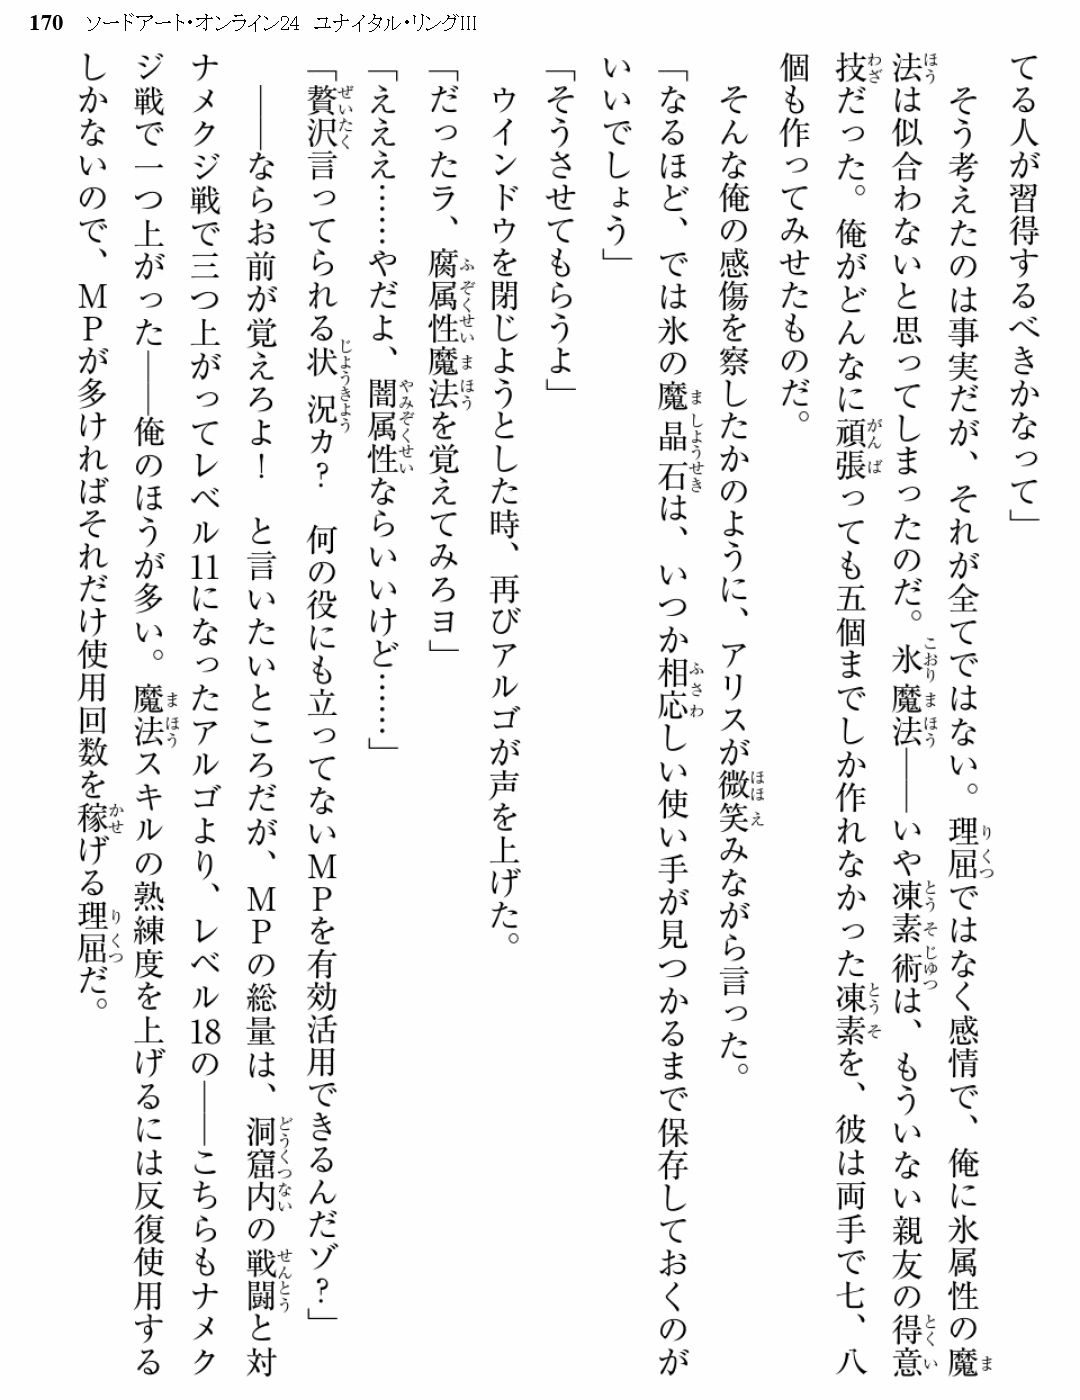 170 ソードアート・オンライン24 ユナイタル・リングⅢ
てる人が習得するべきかなって」
そう考えたのは事実だが、それが全てではない。理屈ではなく感情で、俺に氷属性の魔
法は似合わないと思ってしまったのだ。氷魔法――いや凍素術は、もういない親友の得意
技だった。俺がどんなに頑張っても五個までしか作れなかった凍素を、彼は両手で七、八
個も作ってみせたものだ。
そんな俺の感傷を察したかのように、アリスが微笑みながら言った。
「なるほど、では氷の魔晶石は、いつか相応しい使い手が見つかるまで保存しておくのが
いいでしょう」
「そうさせてもらうよ」
ウインドウを閉じようとした時、再びアルゴが声を上げた。
「だったラ、腐属性魔法を覚えてみろヨ」
「えええ……やだよ、闇属性ならいいけど……」
「贅沢言ってられる状況カ? 何の役にも立ってないMPを有効活用できるんだゾ?」
――ならお前が覚えろよ! と言いたいところだが、MPの総量は、洞窟内の戦闘と対
ナメクジ戦で三つ上がってレベル11になったアルゴより、レベル18の――こちらもナメク
ジ戦で一つ上がった――俺のほうが多い。魔法スキルの熟練度を上げるには反復使用する
しかないので、MPが多ければそれだけ使用回数を稼げる理屈だ。